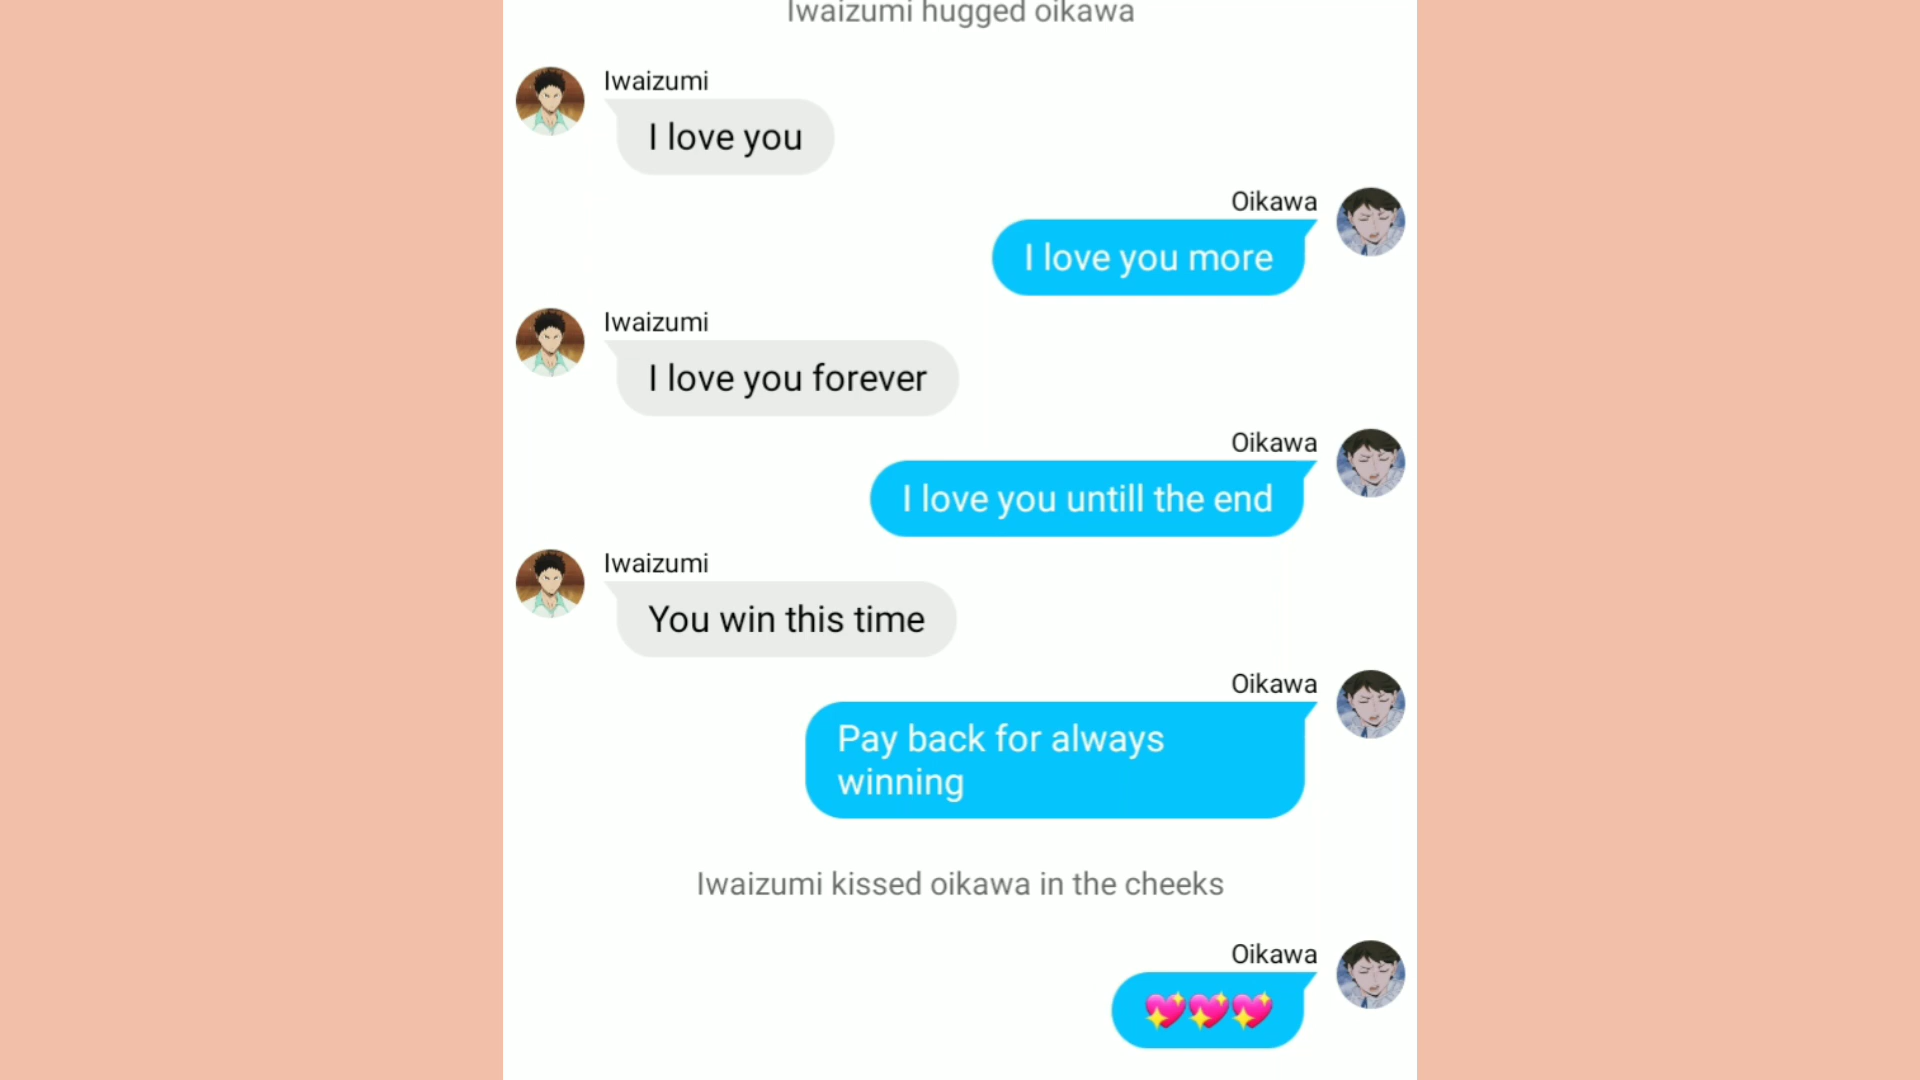 Iwaizumi hugged oikawa
Iwaizumi
I love you
Oikawa
I love you more
Iwaizumi
I love you forever
Oikawa
I love you untill the end
Iwaizumi
You win this time
Oikawa
Pay back for always
winning
Iwaizumi kissed oikawa in the cheeks
Oikawa
💖💖💖